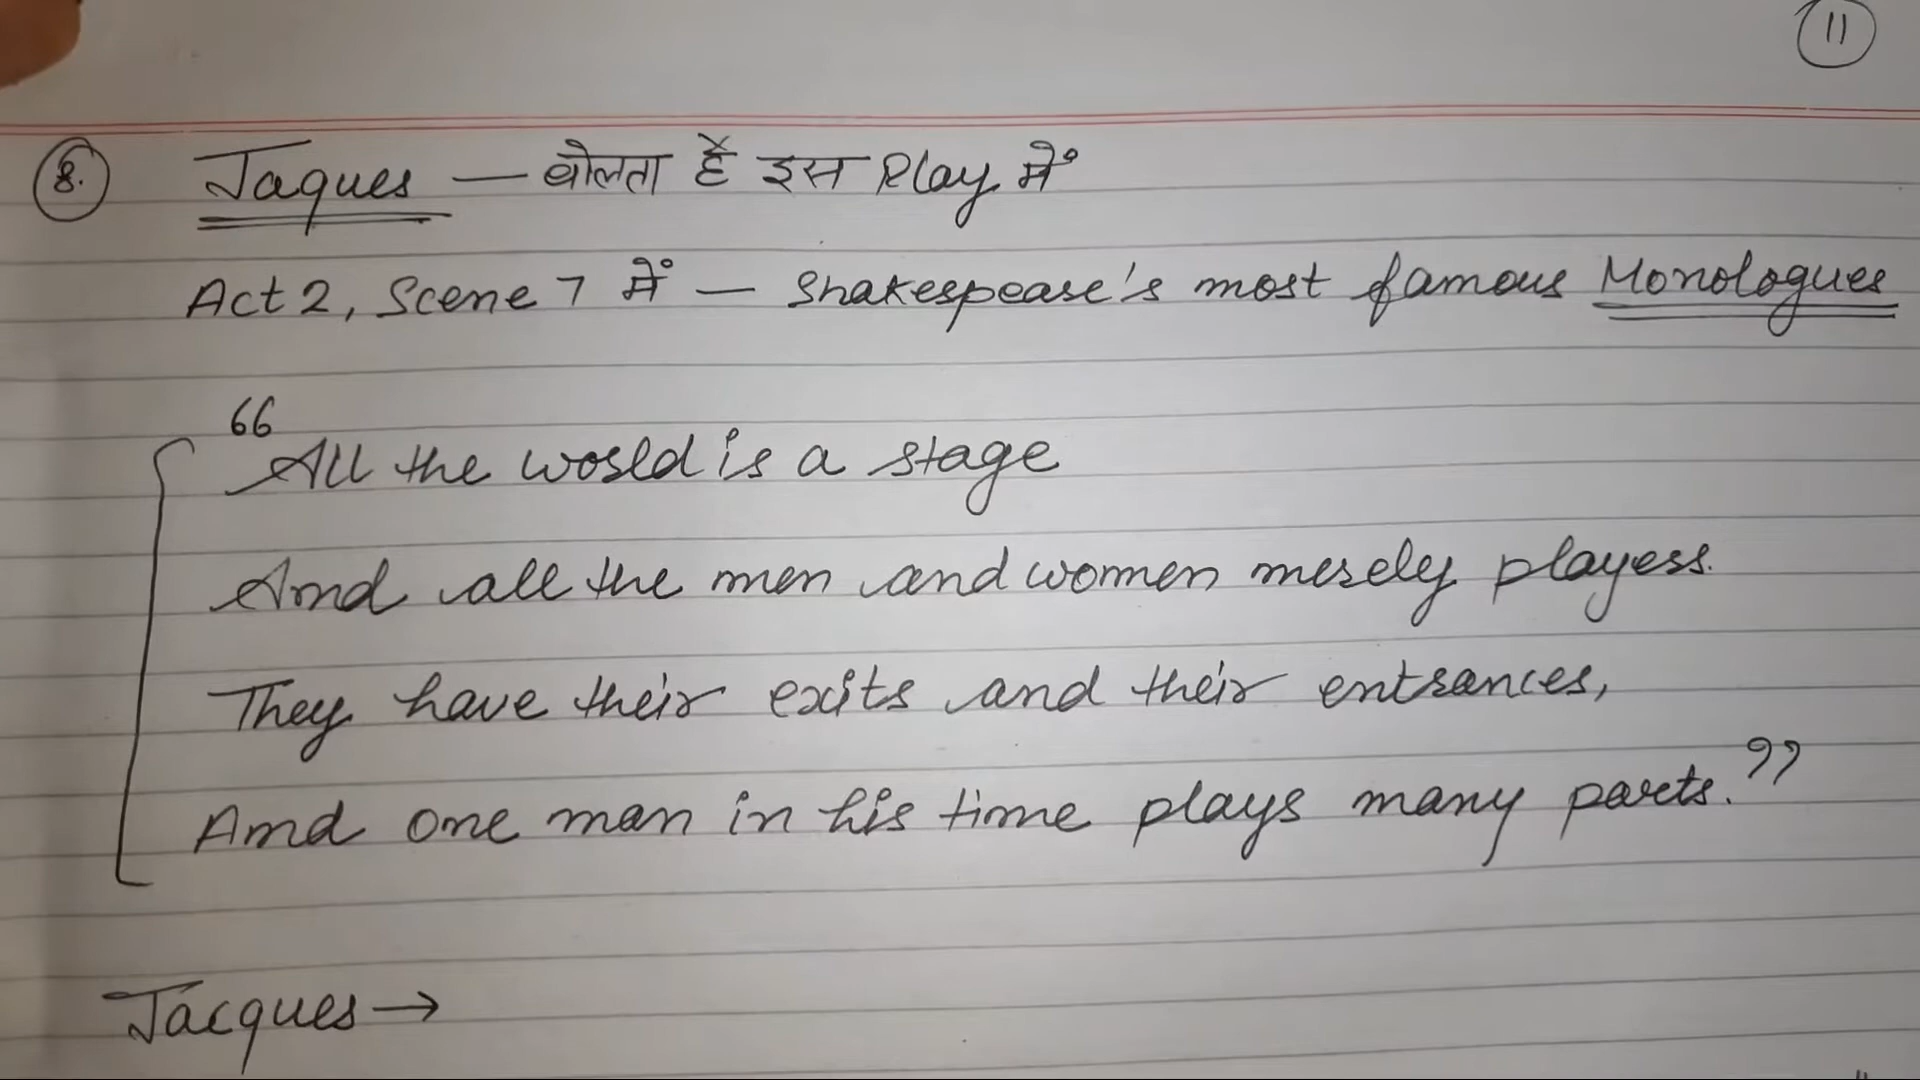 11
8. Jaques — बोलता है इस Play में
Act 2, Scene 7 में — Shakespeare's most famous Monologues
“All the world is a stage
And all the men and women merely players.
They have their exits and their entrances,
And one man in his time plays many parts.”
Jacques →